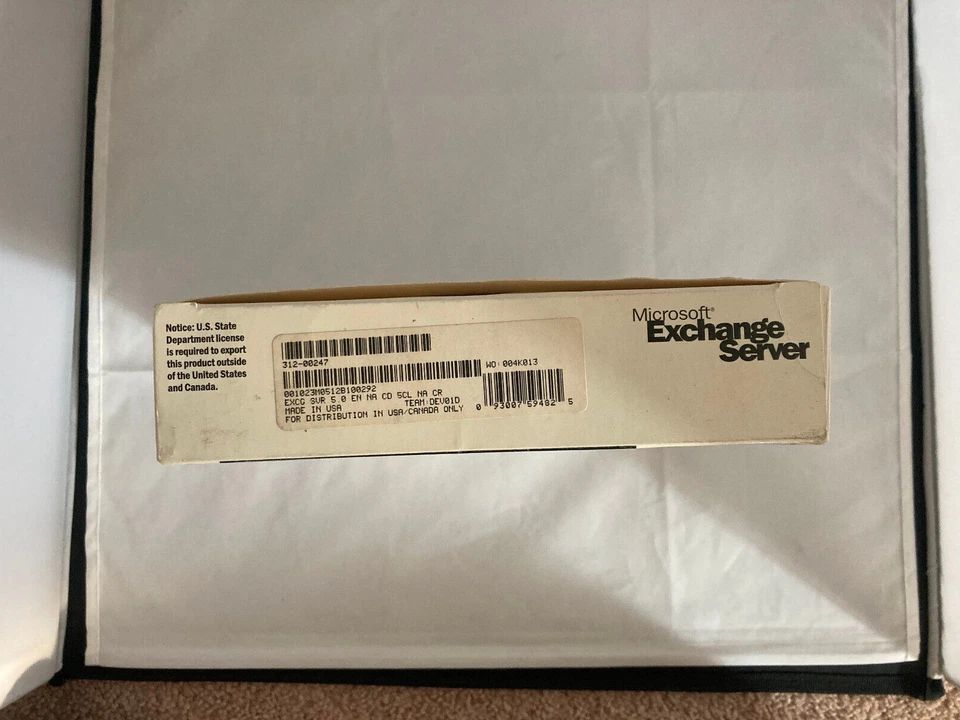 Notice: U.S. State
Department license
is required to export
this product outside
of the United States
and Canada.
312-00247
WO: 004K013
001023M0512B100292
EXCG SVR 5.0 EN NA CD 5CL NA CR
MADE IN USA TEAM:DEV01D
FOR DISTRIBUTION IN USA/CANADA ONLY
0 93007 59482 5
Microsoft®
Exchange
Server